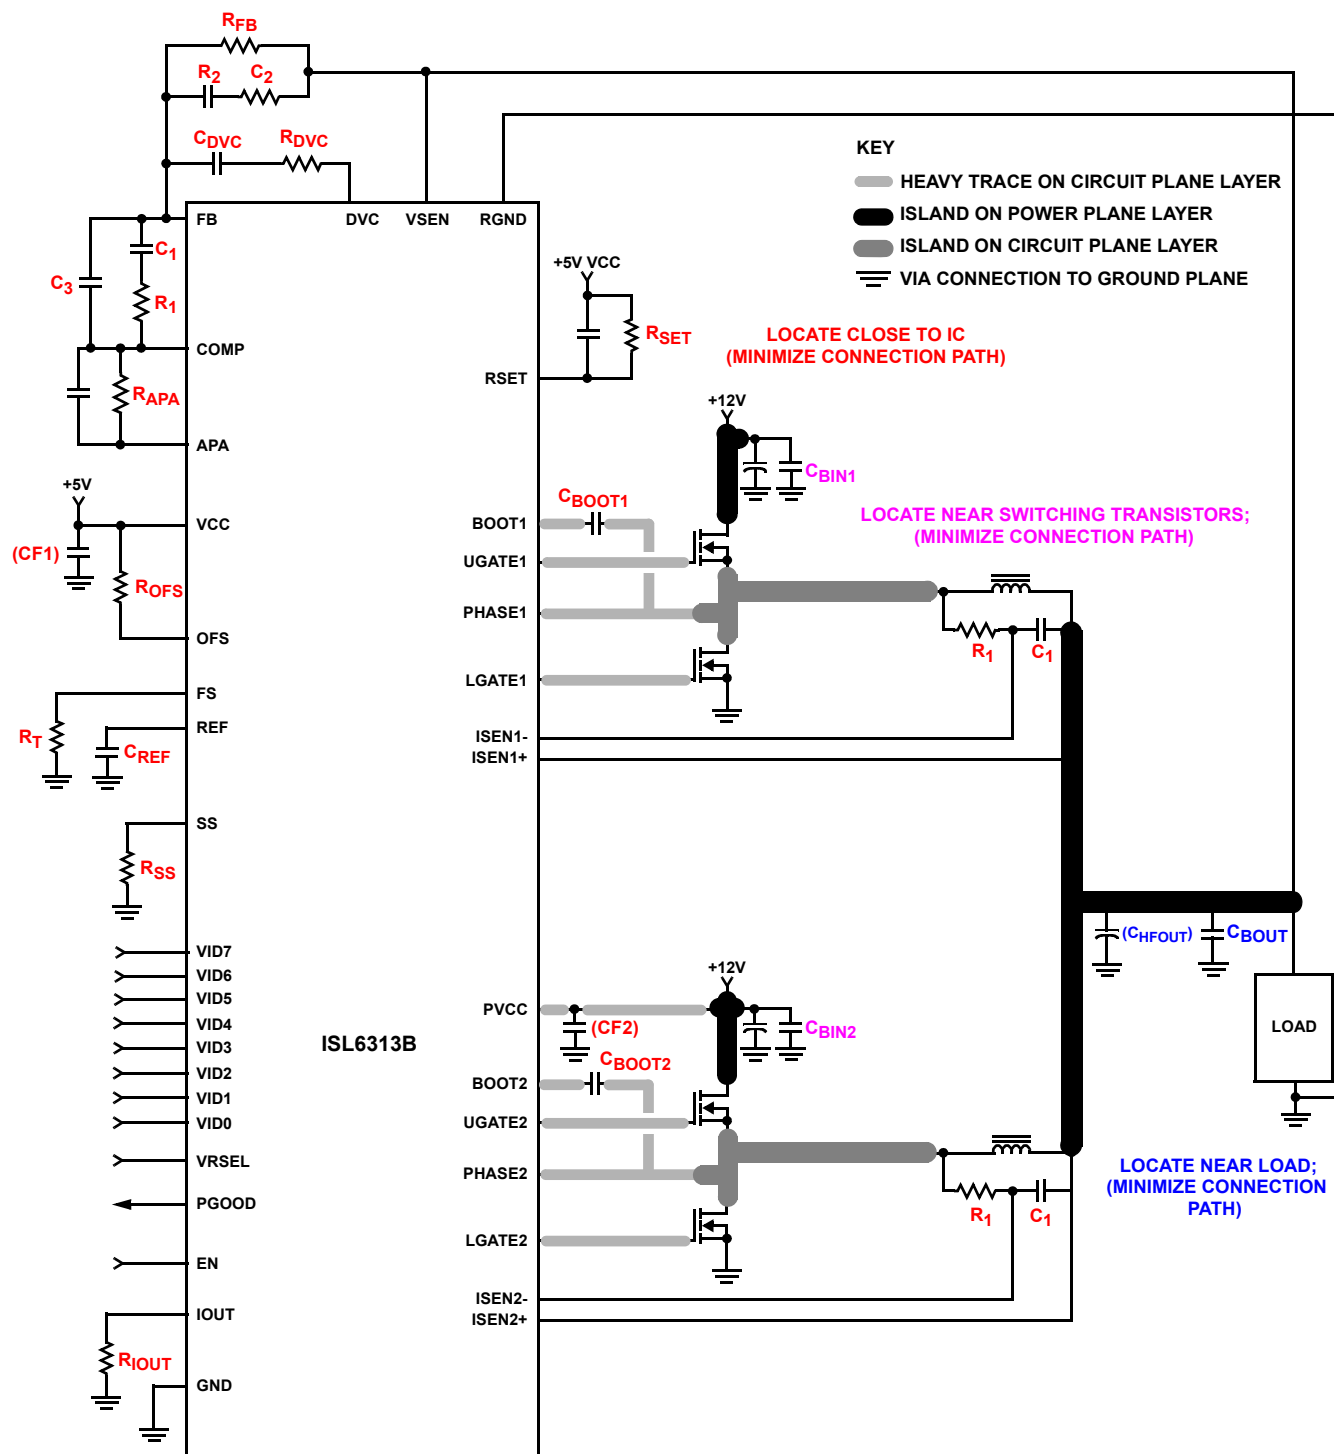 RFB
R2
C2
CDVC
RDVC
KEY
HEAVY TRACE ON CIRCUIT PLANE LAYER
ISLAND ON POWER PLANE LAYER
ISLAND ON CIRCUIT PLANE LAYER
VIA CONNECTION TO GROUND PLANE
FB
DVC
VSEN
RGND
C1
C3
R1
COMP
RAPA
APA
+5V VCC
RSET
RSET
LOCATE CLOSE TO IC
(MINIMIZE CONNECTION PATH)
+5V
VCC
(CF1)
ROFS
OFS
+12V
CBIN1
CBOOT1
BOOT1
LOCATE NEAR SWITCHING TRANSISTORS;
(MINIMIZE CONNECTION PATH)
UGATE1
PHASE1
R1
C1
LGATE1
FS
RT
REF
CREF
ISEN1-
ISEN1+
SS
RSS
VID7
VID6
VID5
VID4
VID3
VID2
VID1
VID0
VRSEL
PGOOD
EN
IOUT
RIOUT
GND
ISL6313B
(CHFOUT)
CBOUT
+12V
PVCC
(CF2)
CBIN2
CBOOT2
BOOT2
LOAD
UGATE2
PHASE2
R1
C1
LGATE2
LOCATE NEAR LOAD;
(MINIMIZE CONNECTION
PATH)
ISEN2-
ISEN2+